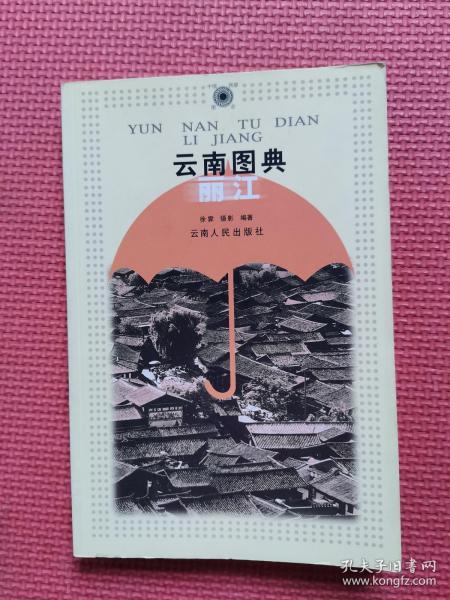 YUN NAN TU DIAN
LI JIANG
云南图典
丽江
徐霖 摄影 编著
云南人民出版社
孔夫子旧书网
www.kongfz.com